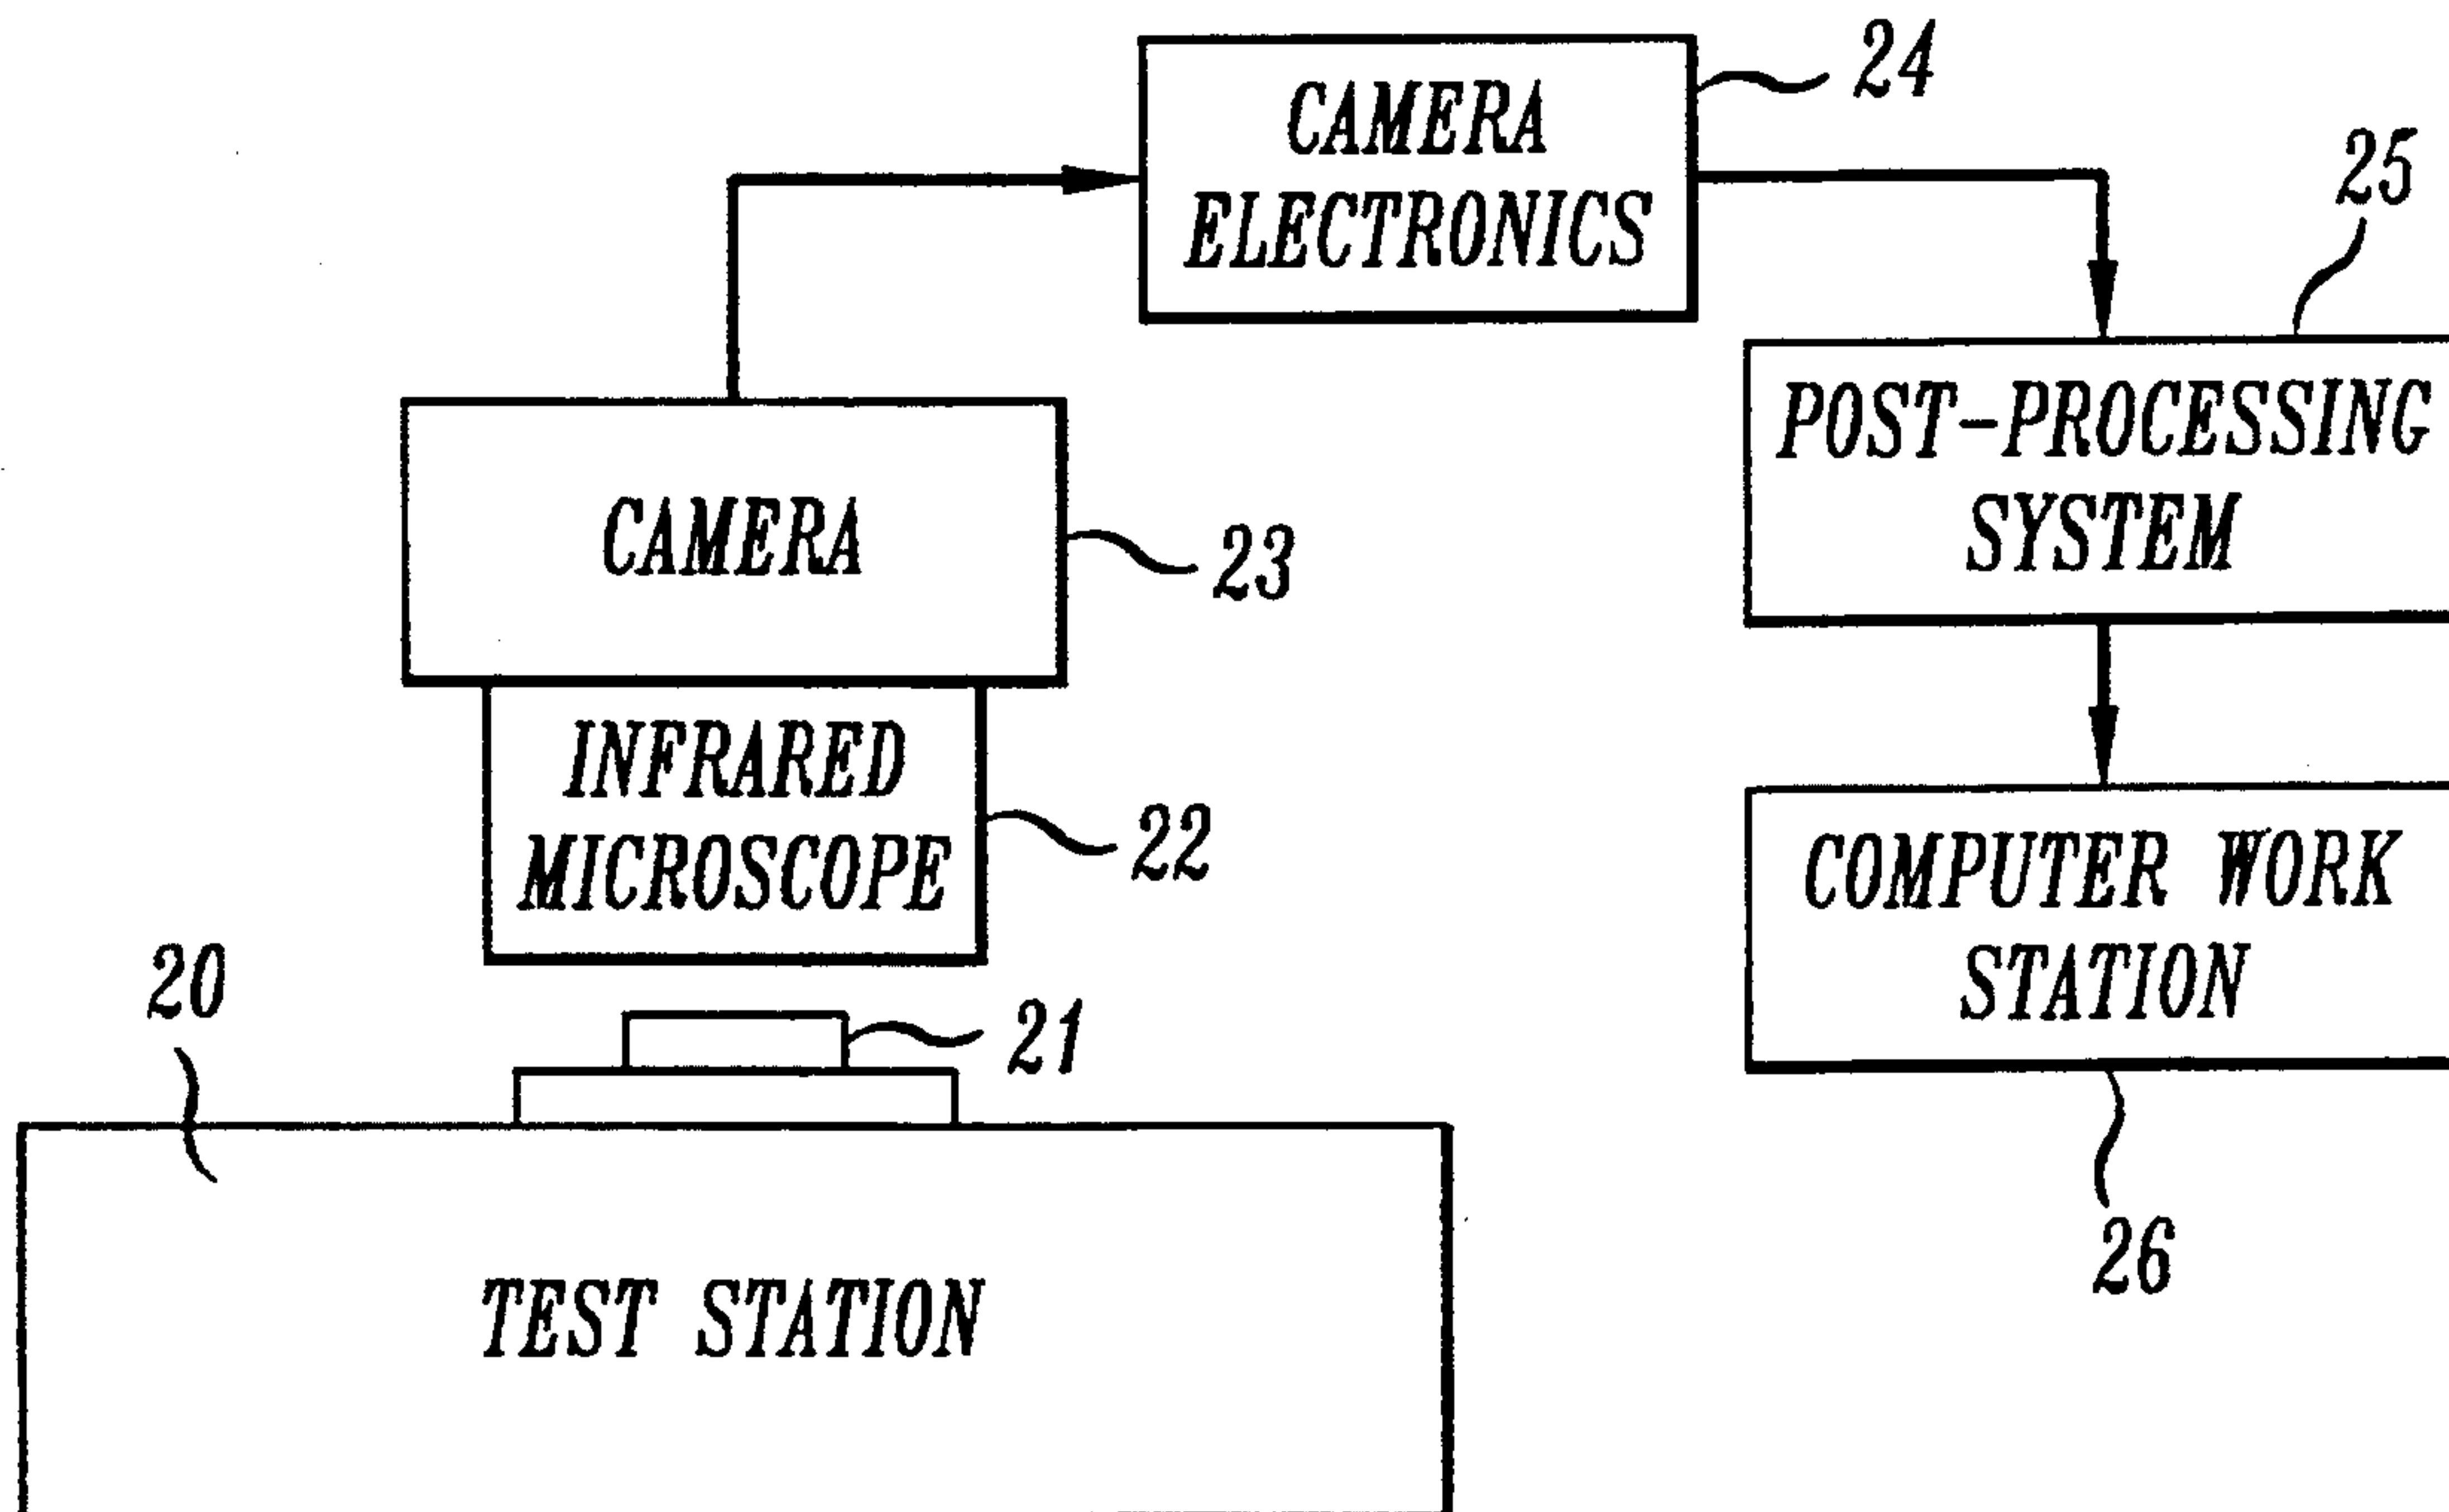 24
CAMERA
ELECTRONICS
25
POST-PROCESSING
SYSTEM
CAMERA
23
INFRARED
MICROSCOPE
22
COMPUTER WORK
STATION
20
21
26
TEST STATION